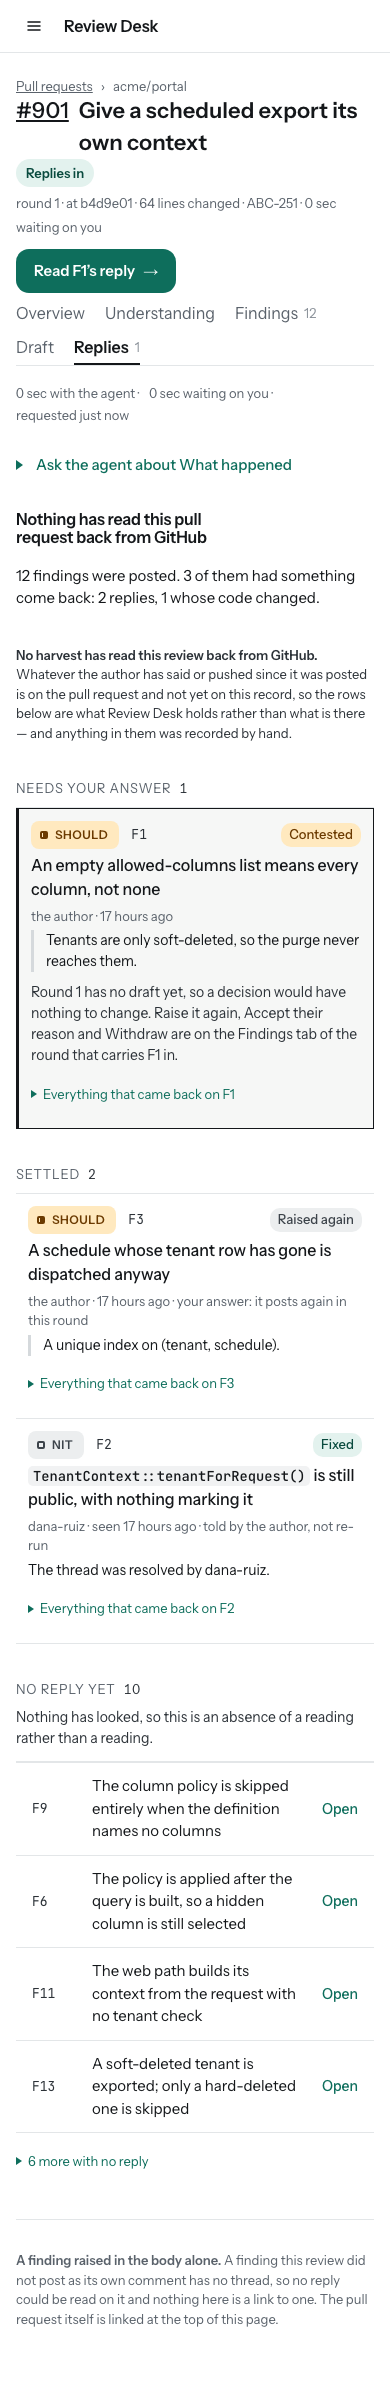 Review Desk
Pull requests › acme/portal
#901 Give a scheduled export its
own context
Replies in
round 1 · at b4d9e01 · 64 lines changed · ABC-251 · 0 sec
waiting on you
Read F1's reply →
Overview Understanding Findings 12
Draft Replies 1
0 sec with the agent · 0 sec waiting on you ·
requested just now
Ask the agent about What happened
Nothing has read this pull
request back from GitHub
12 findings were posted. 3 of them had something
come back: 2 replies, 1 whose code changed.
No harvest has read this review back from GitHub.
Whatever the author has said or pushed since it was posted
is on the pull request and not yet on this record, so the rows
below are what Review Desk holds rather than what is there
— and anything in them was recorded by hand.
NEEDS YOUR ANSWER 1
SHOULD F1 Contested
An empty allowed-columns list means every
column, not none
the author · 17 hours ago
Tenants are only soft-deleted, so the purge never
reaches them.
Round 1 has no draft yet, so a decision would have
nothing to change. Raise it again, Accept their
reason and Withdraw are on the Findings tab of the
round that carries F1 in.
Everything that came back on F1
SETTLED 2
SHOULD F3 Raised again
A schedule whose tenant row has gone is
dispatched anyway
the author · 17 hours ago · your answer: it posts again in
this round
A unique index on (tenant, schedule).
Everything that came back on F3
NIT F2 Fixed
TenantContext::tenantForRequest() is still
public, with nothing marking it
dana-ruiz · seen 17 hours ago · told by the author, not re-
run
The thread was resolved by dana-ruiz.
Everything that came back on F2
NO REPLY YET 10
Nothing has looked, so this is an absence of a reading
rather than a reading.
The column policy is skipped
F9 entirely when the definition Open
names no columns
The policy is applied after the
F6 query is built, so a hidden Open
column is still selected
The web path builds its
F11 context from the request with Open
no tenant check
A soft-deleted tenant is
F13 exported; only a hard-deleted Open
one is skipped
6 more with no reply
A finding raised in the body alone. A finding this review did
not post as its own comment has no thread, so no reply
could be read on it and nothing here is a link to one. The pull
request itself is linked at the top of this page.